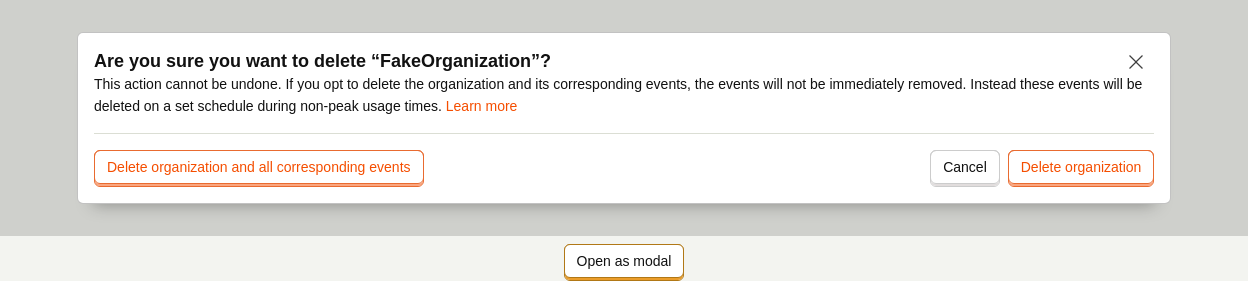 Are you sure you want to delete “FakeOrganization”?
This action cannot be undone. If you opt to delete the organization and its corresponding events, the events will not be immediately removed. Instead these events will be
deleted on a set schedule during non-peak usage times. Learn more
Delete organization and all corresponding events
Cancel
Delete organization
Open as modal